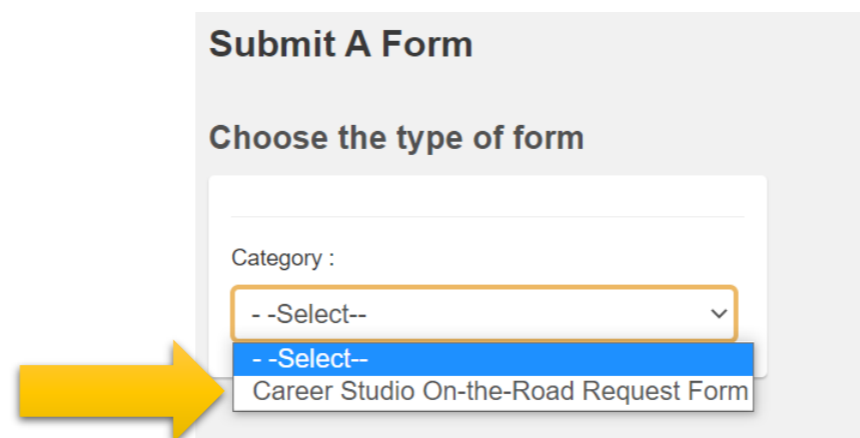 Submit A Form
Choose the type of form
Category :
- -Select--
- -Select--
Career Studio On-the-Road Request Form